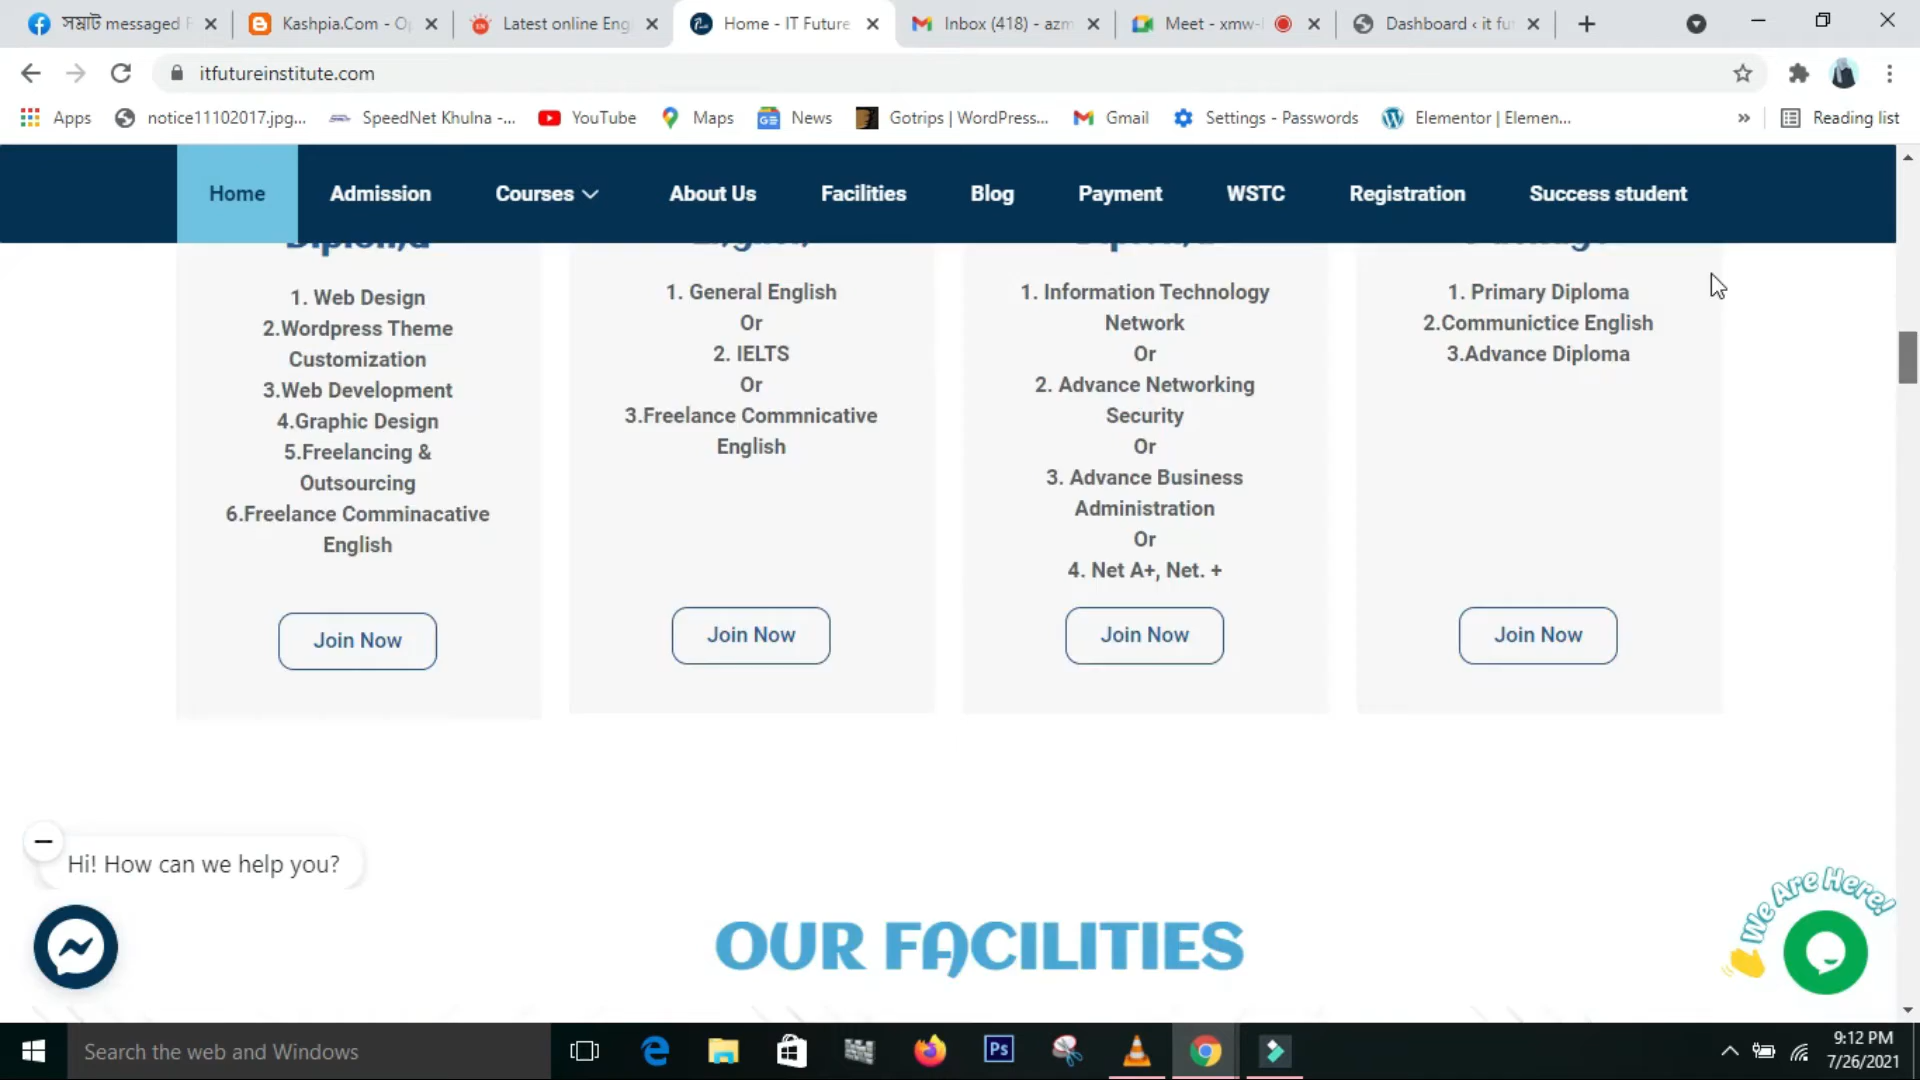 সম্রাট messaged
Kashpia.Com - O
Latest online Eng
Home - IT Future
Inbox (418) - azm
Meet - xmw-
Dashboard ‹ it fu
itfutureinstitute.com
Apps
notice11102017.jpg...
SpeedNet Khulna -...
YouTube
Maps
News
Gotrips | WordPress...
Gmail
Settings - Passwords
Elementor | Elemen...
»
Reading list
Home
Admission
Courses
About Us
Facilities
Blog
Payment
WSTC
Registration
Success student
1. Web Design
2.Wordpress Theme
Customization
3.Web Development
4.Graphic Design
5.Freelancing &
Outsourcing
6.Freelance Comminacative
English
Join Now
1. General English
Or
2. IELTS
Or
3.Freelance Commnicative
English
Join Now
1. Information Technology
Network
Or
2. Advance Networking
Security
Or
3. Advance Business
Administration
Or
4. Net A+, Net. +
Join Now
1. Primary Diploma
2.Communictice English
3.Advance Diploma
Join Now
Hi! How can we help you?
OUR FACILITIES
We Are Here!
Search the web and Windows
Ps
9:12 PM
7/26/2021